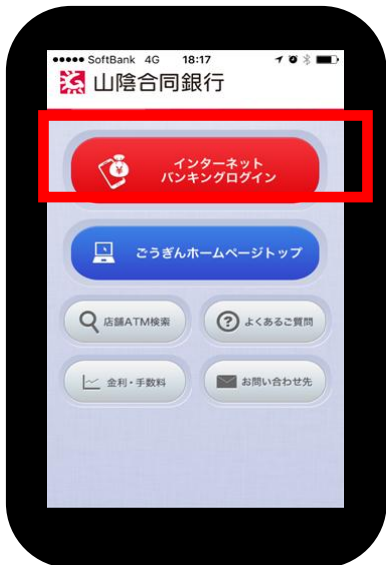 SoftBank 4G 18:17
山陰合同銀行
インターネット
バンキングログイン
ごうぎんホームページトップ
店舗ATM検索
よくあるご質問
金利・手数料
お問い合わせ先